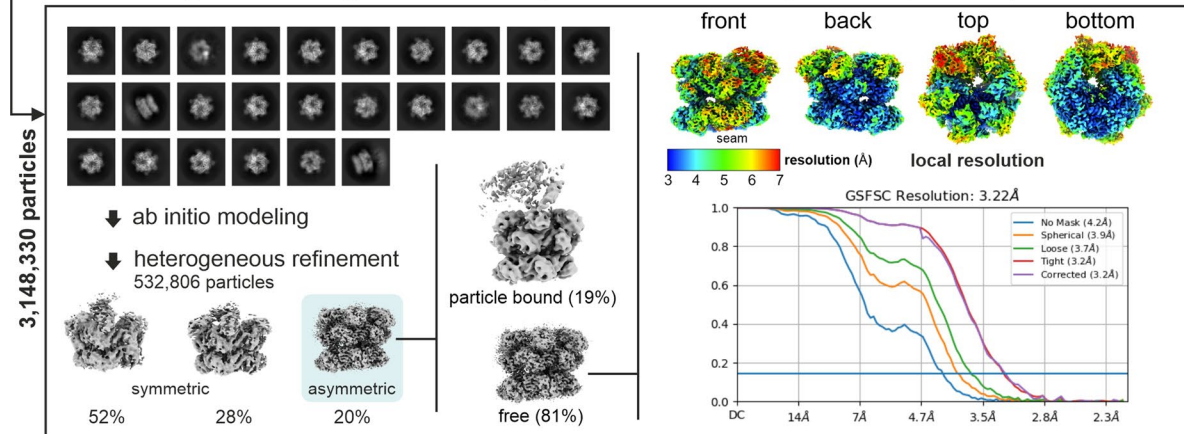 3,148,330 particles
ab initio modeling
heterogeneous refinement
532,806 particles
symmetric
asymmetric
52%
28%
20%
particle bound (19%)
free (81%)
front
back
top
bottom
seam
resolution (Å)
3
4
5
6
7
local resolution
GSFSC Resolution: 3.22Å
1.0
0.8
0.6
0.4
0.2
0.0
No Mask (4.2Å)
Spherical (3.9Å)
Loose (3.7Å)
Tight (3.2Å)
Corrected (3.2Å)
DC
14Å
7Å
4.7Å
3.5Å
2.8Å
2.3Å